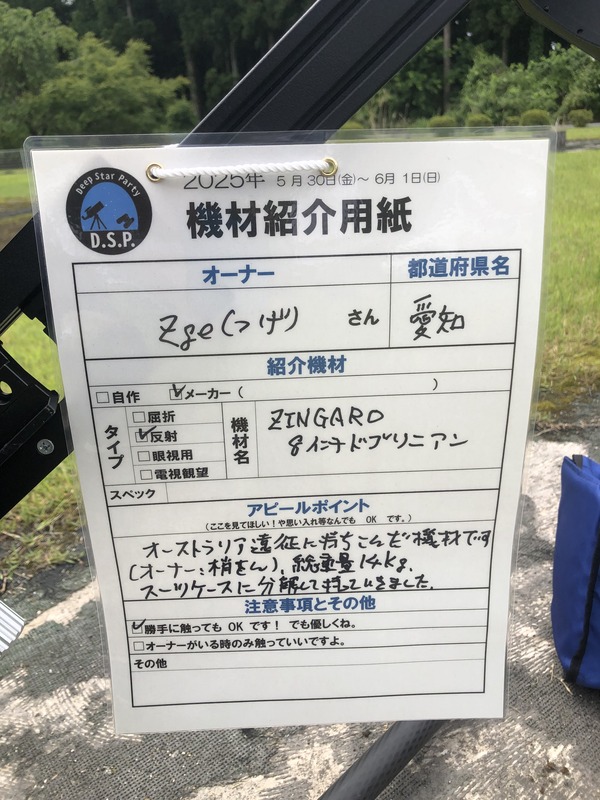 Deep Star Party
D.S.P.
2025年 5月30日(金)～ 6月1日(日)
機材紹介用紙
オーナー 都道府県名
Zge(つげ) さん 愛知
紹介機材
□自作 ☑メーカー ( )
タイプ
□屈折
☑反射
□眼視用
□電視観望
機材名
ZINGARO
8インチドブソニアン
スペック
アピールポイント
(ここを見てほしい！や思い入れ等なんでも OK です。)
オーストラリア遠征に持ちこんだ機材です
(オーナー:梢さん)、総重量14kg.
スーツケースに分解して持っていきました.
注意事項とその他
☑勝手に触っても OK です！ でも優しくね。
□オーナーがいる時のみ触っていいですよ。
その他